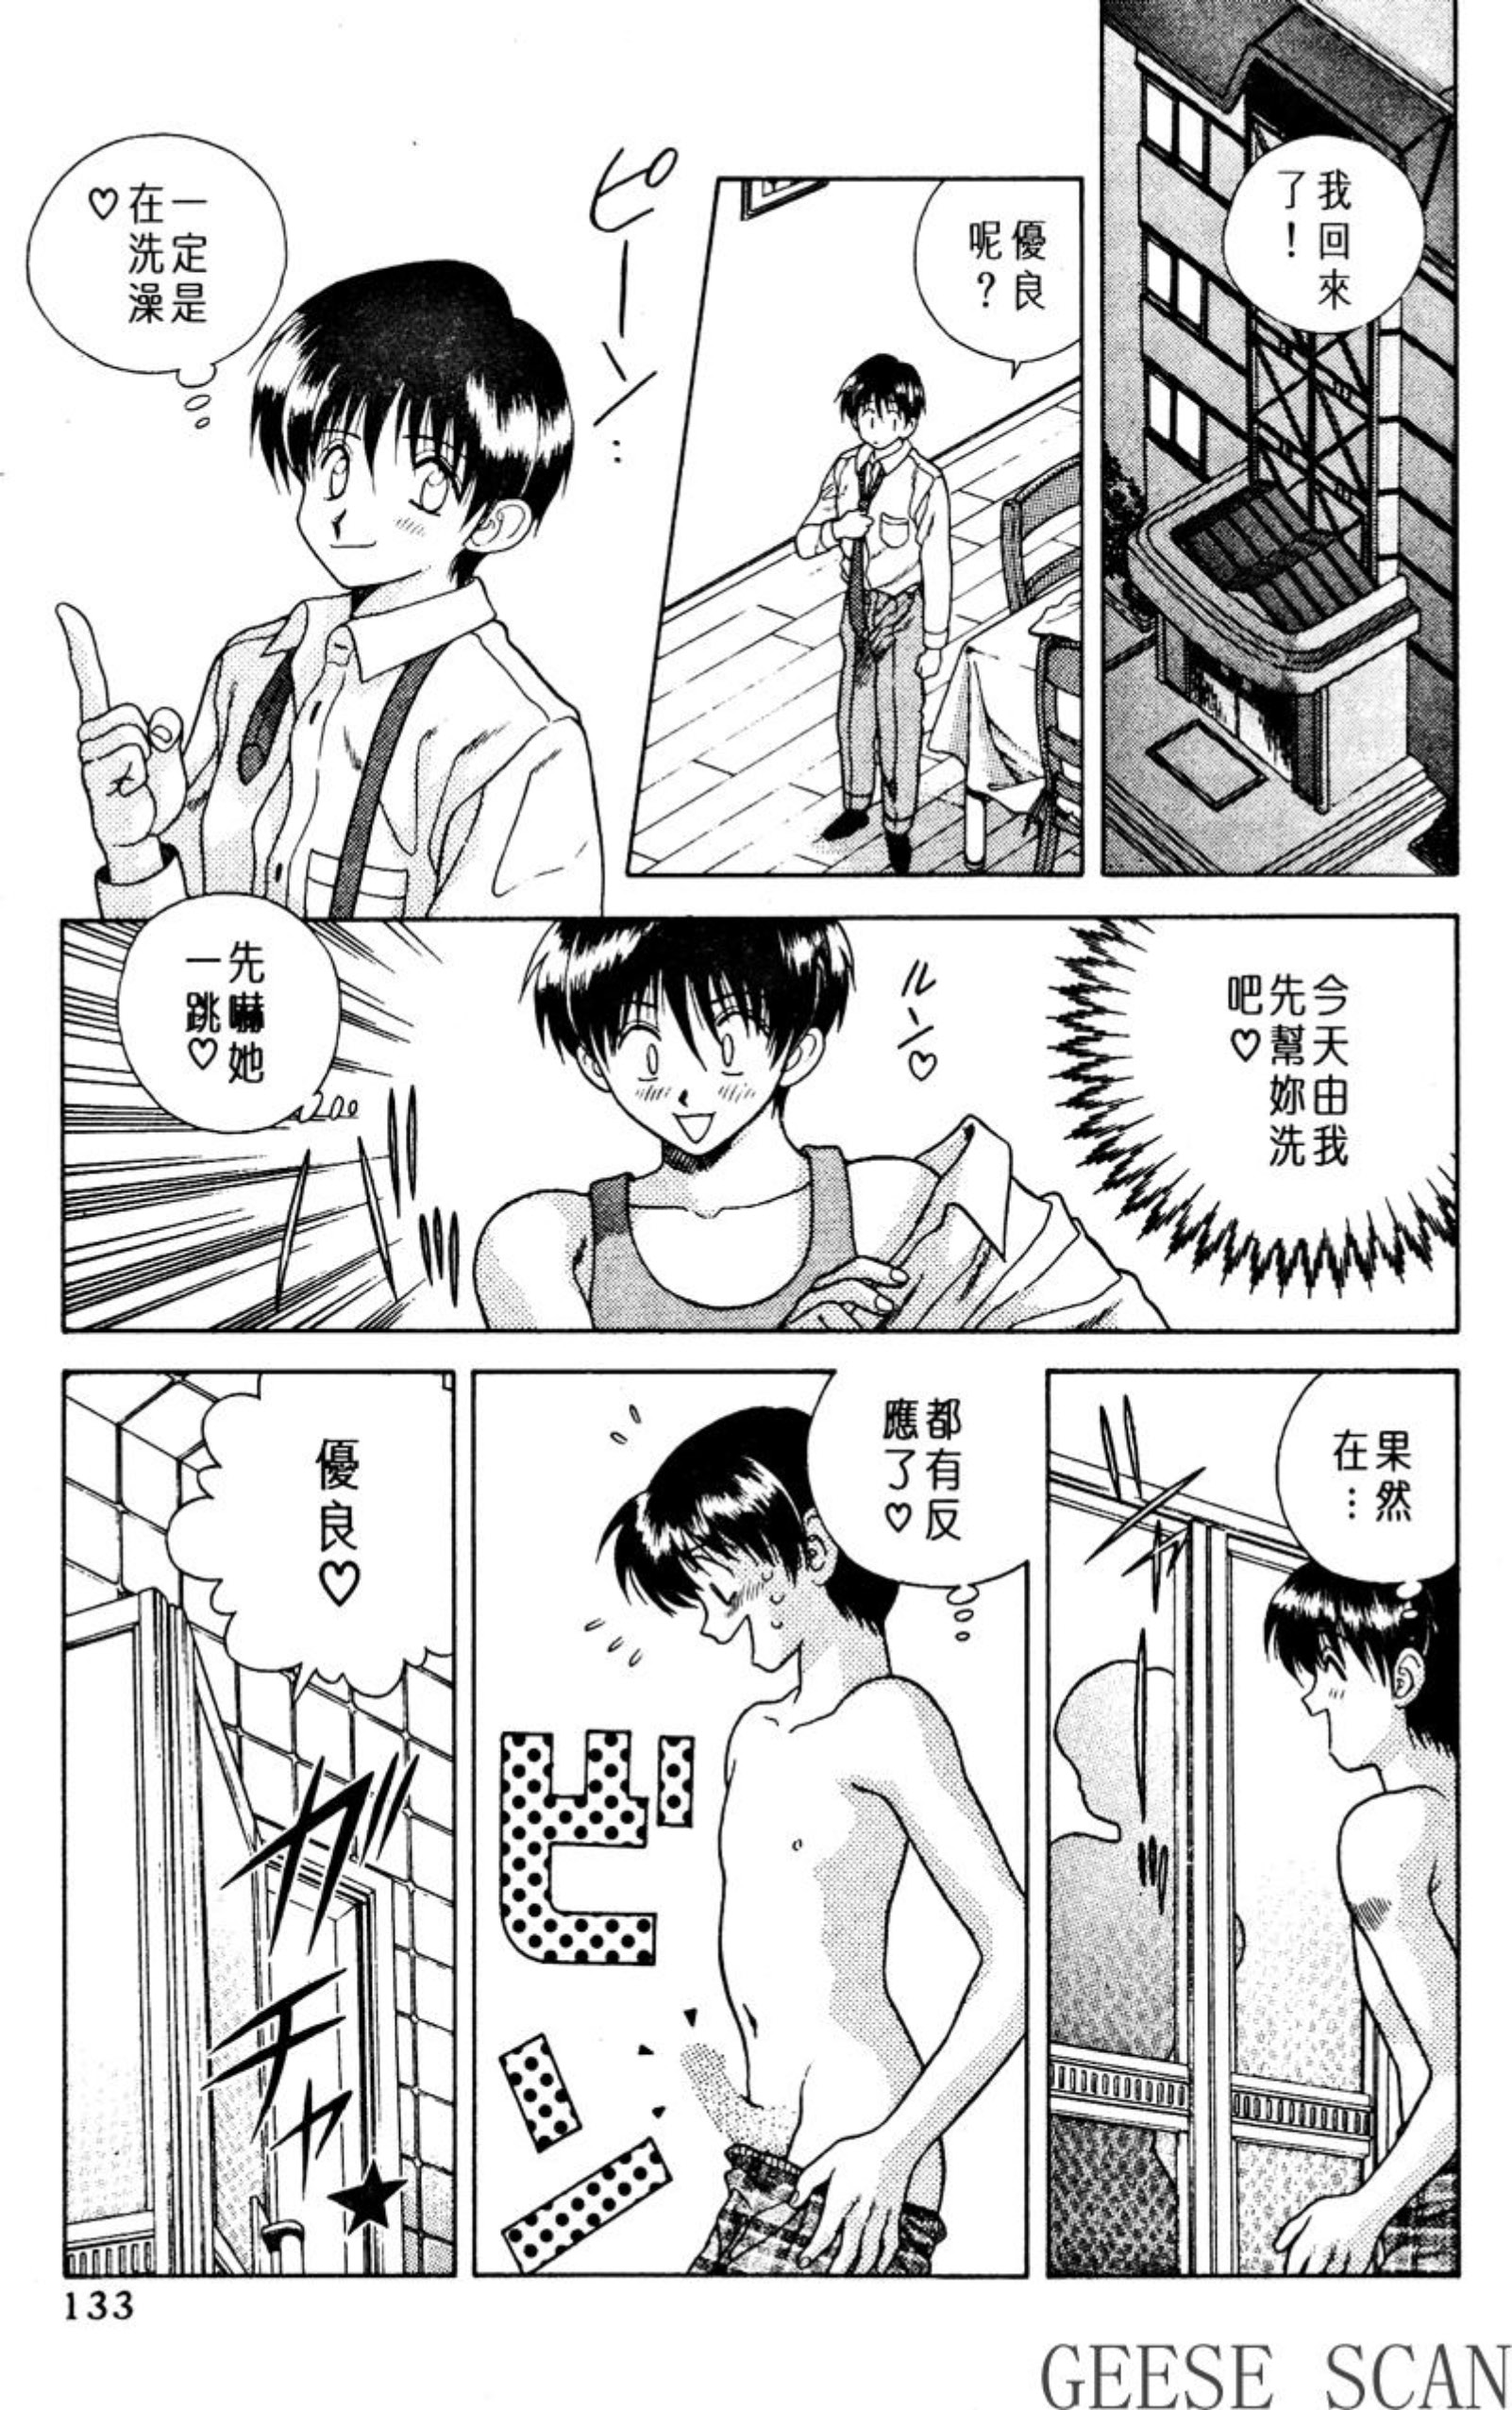 我回來
了！
優良
呢？
ピーン…
一定是
在洗澡
♡
今天由我
先幫妳洗
吧♡
ルン♡
先嚇她
一跳♡
果然
在…
都有反
應了♡
ビン
優良♡
ガチャ★
133
GEESE SCAN